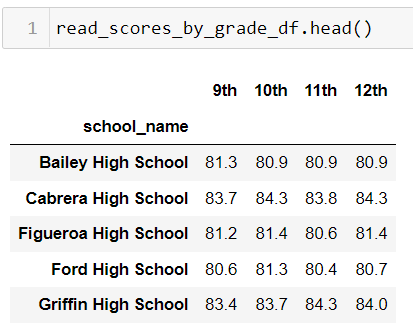 1 read_scores_by_grade_df.head()
9th 10th 11th 12th
school_name
Bailey High School 81.3 80.9 80.9 80.9
Cabrera High School 83.7 84.3 83.8 84.3
Figueroa High School 81.2 81.4 80.6 81.4
Ford High School 80.6 81.3 80.4 80.7
Griffin High School 83.4 83.7 84.3 84.0